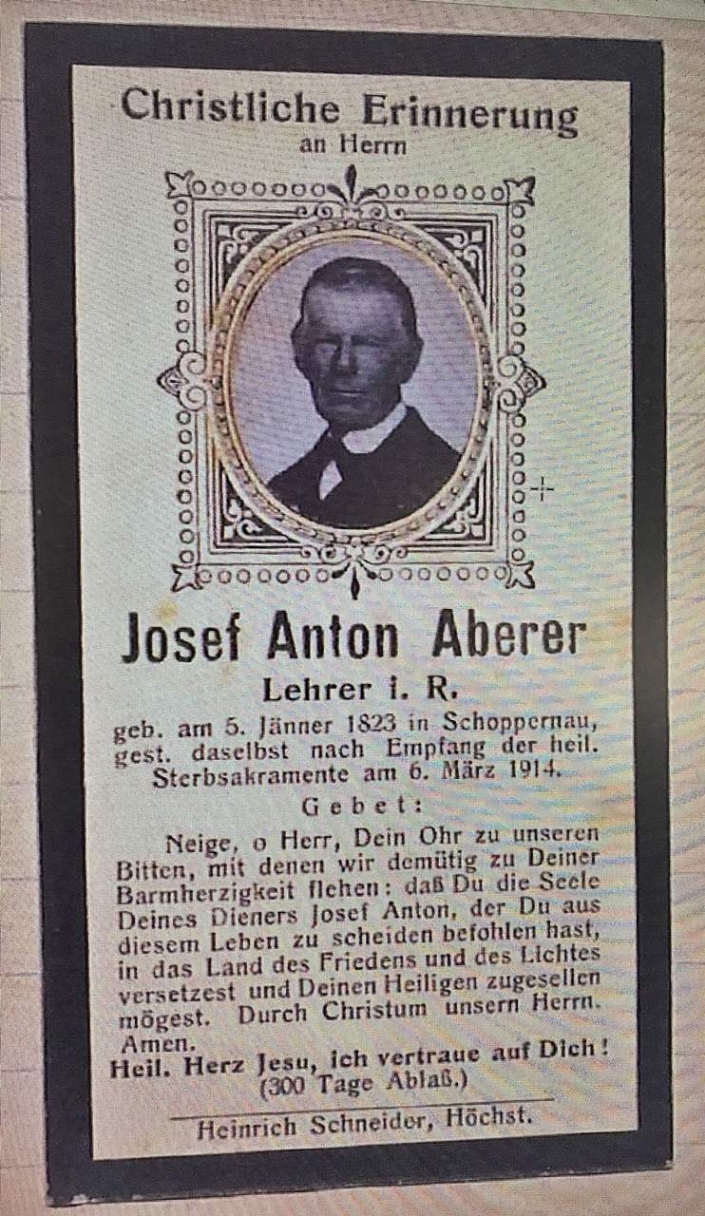 Christliche Erinnerung
an Herrn
Josef Anton Aberer
Lehrer i. R.
geb. am 5. Jänner 1823 in Schoppernau,
gest. daselbst nach Empfang der heil.
Sterbsakramente am 6. März 1914.
Gebet:
Neige, o Herr, Dein Ohr zu unseren
Bitten, mit denen wir demütig zu Deiner
Barmherzigkeit flehen: daß Du die Seele
Deines Dieners Josef Anton, der Du aus
diesem Leben zu scheiden befohlen hast,
in das Land des Friedens und des Lichtes
versetzest und Deinen Heiligen zugesellen
mögest. Durch Christum unsern Herrn.
Amen.
Heil. Herz Jesu, ich vertraue auf Dich!
(300 Tage Ablaß.)
Heinrich Schneider, Höchst.